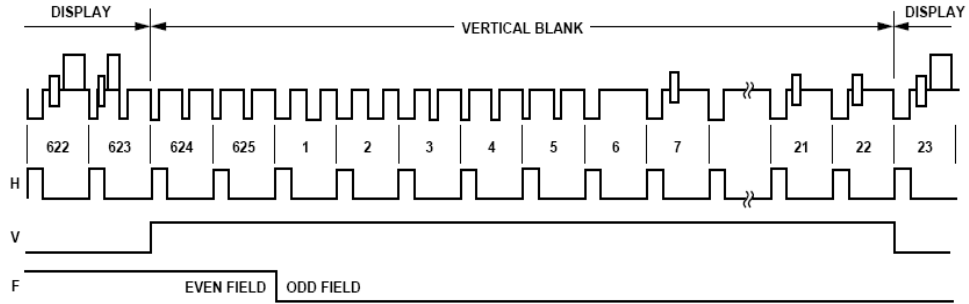 DISPLAY VERTICAL BLANK DISPLAY
622 623 624 625 1 2 3 4 5 6 7 21 22 23
H
V
F EVEN FIELD ODD FIELD